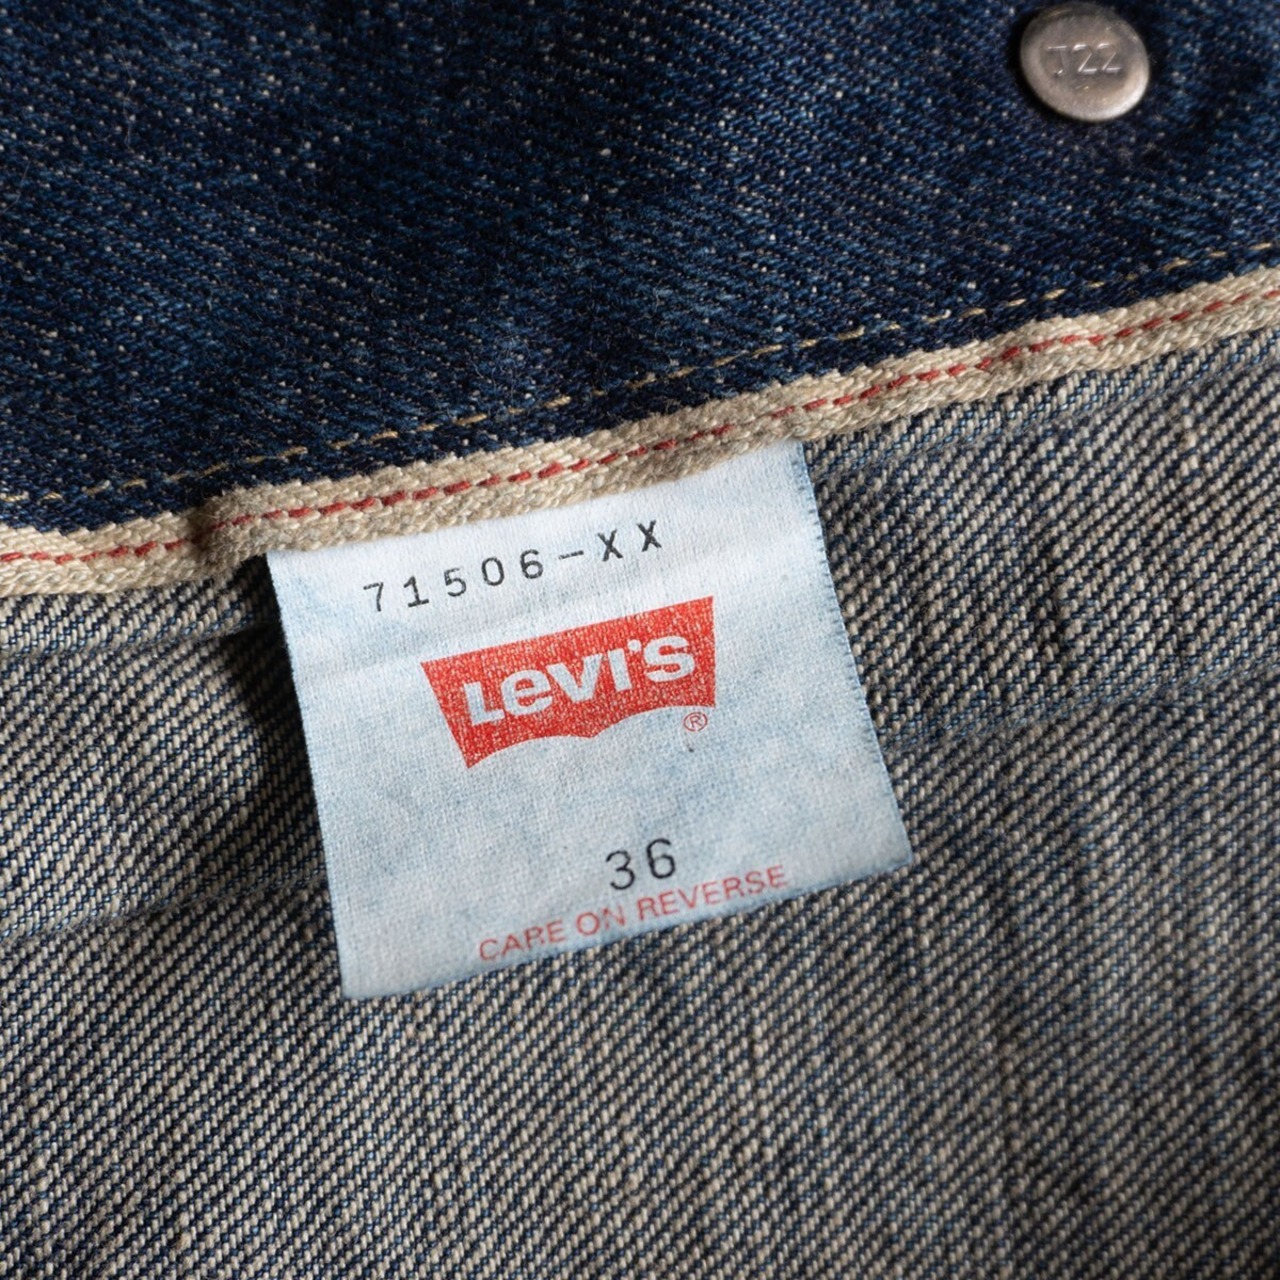 J22
71506-XX
LEVI'S
®
36
CARE ON REVERSE